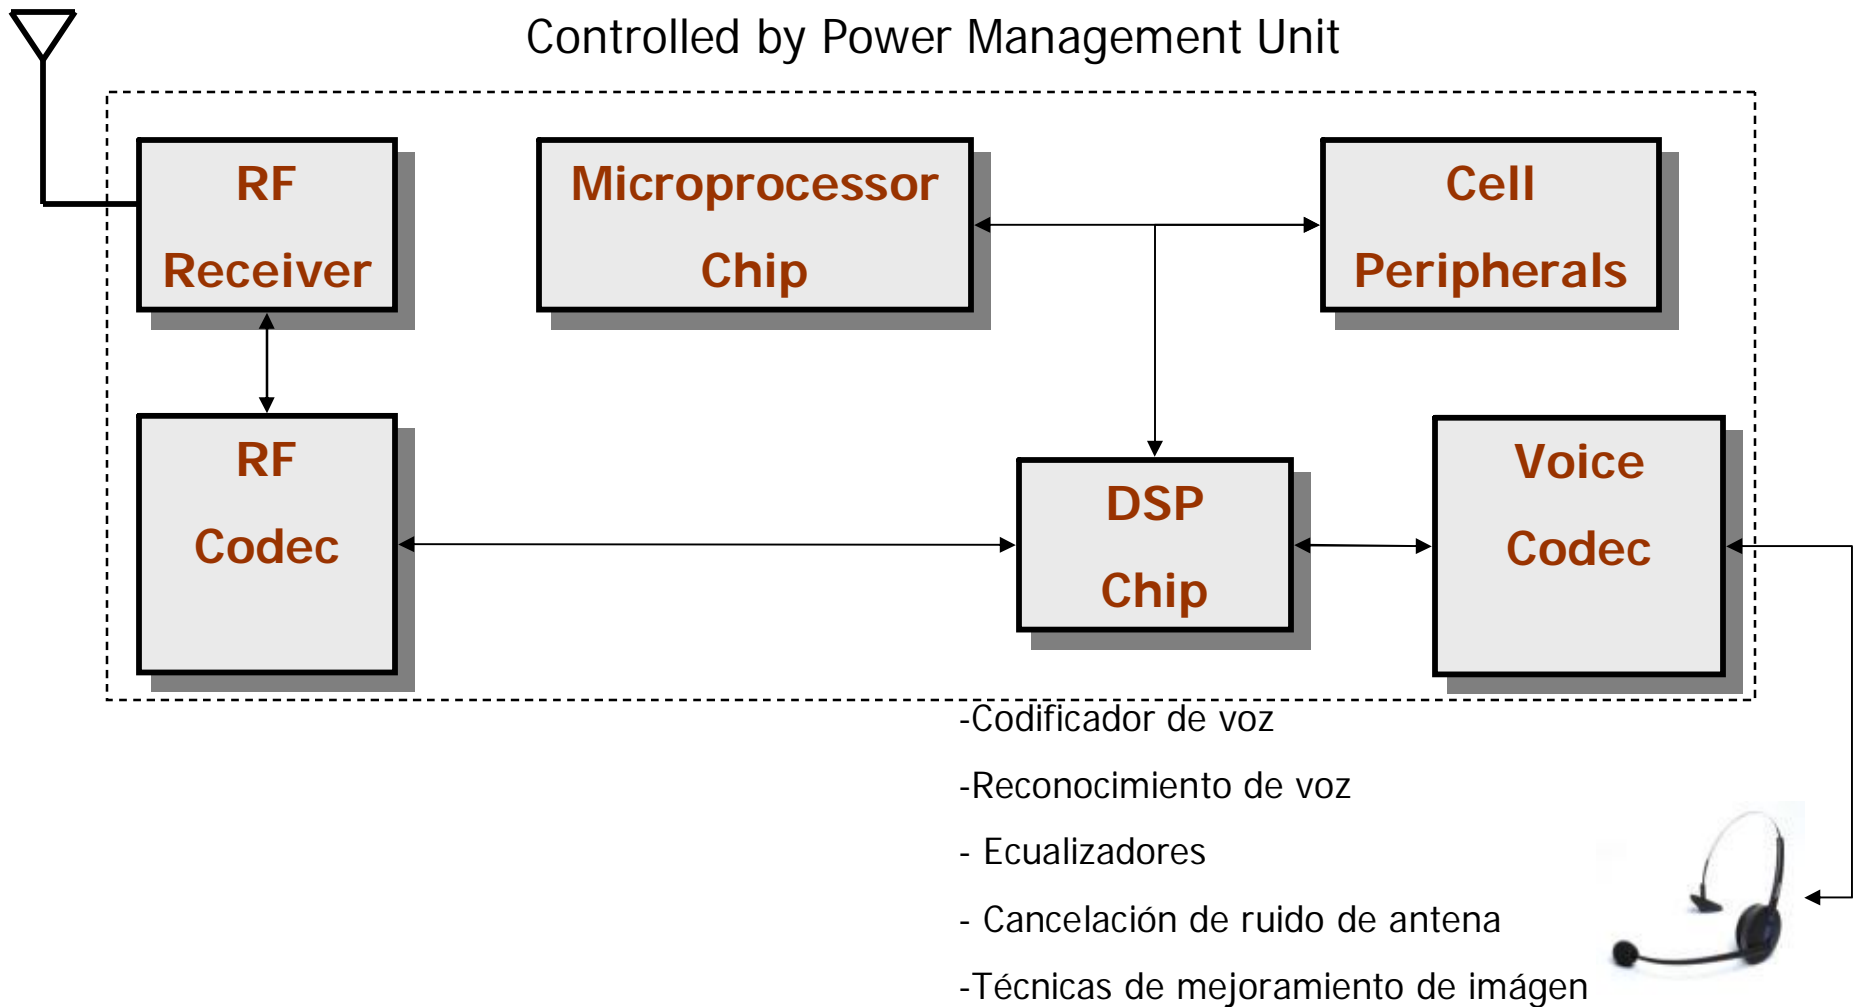 Controlled by Power Management Unit
RF
Receiver
Microprocessor
Chip
Cell
Peripherals
RF
Codec
DSP
Chip
Voice
Codec
-Codificador de voz
-Reconocimiento de voz
- Ecualizadores
- Cancelación de ruido de antena
-Técnicas de mejoramiento de imágen